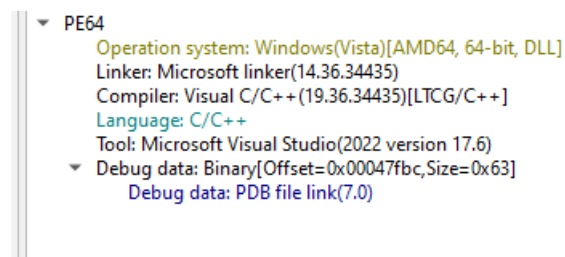 PE64
Operation system: Windows(Vista)[AMD64, 64-bit, DLL]
Linker: Microsoft linker(14.36.34435)
Compiler: Visual C/C++(19.36.34435)[LTCG/C++]
Language: C/C++
Tool: Microsoft Visual Studio(2022 version 17.6)
Debug data: Binary[Offset=0x00047fbc,Size=0x63]
Debug data: PDB file link(7.0)